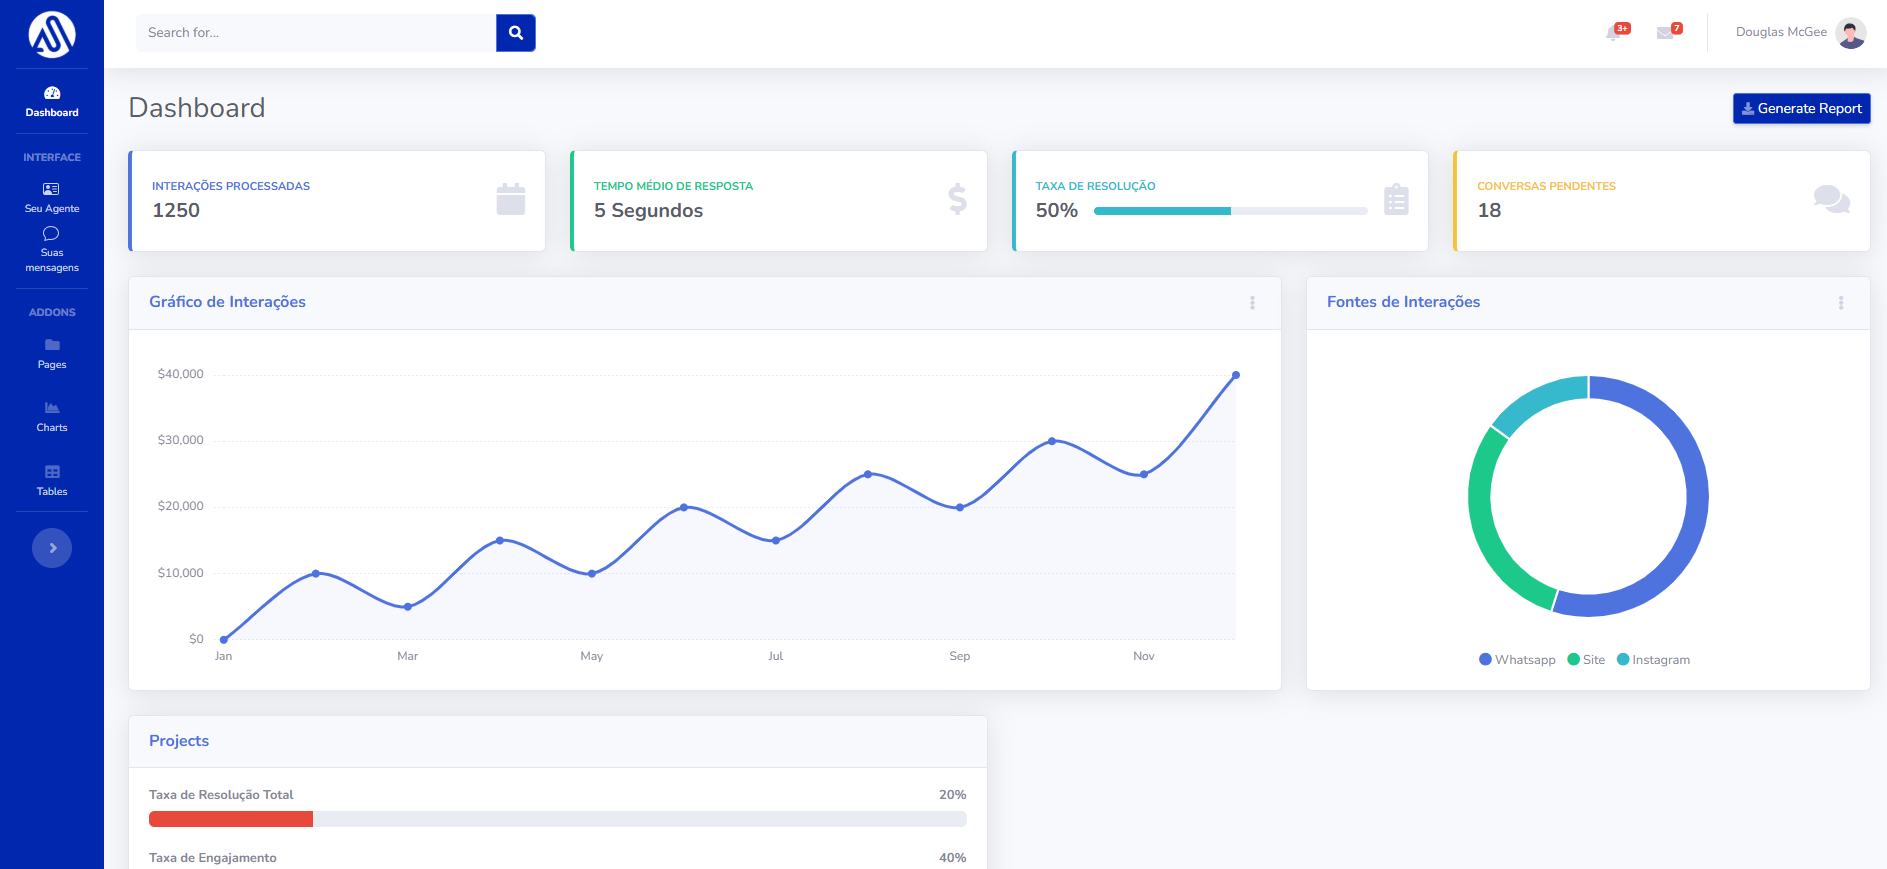 Dashboard
INTERFACE
Seu Agente
Suas
mensagens
ADDONS
Pages
Charts
Tables
Search for...
3+
7
Douglas McGee
Dashboard
Generate Report
INTERAÇÕES PROCESSADAS
1250
TEMPO MÉDIO DE RESPOSTA
5 Segundos
TAXA DE RESOLUÇÃO
50%
CONVERSAS PENDENTES
18
Gráfico de Interações
$40,000
$30,000
$20,000
$10,000
$0
Jan Mar May Jul Sep Nov
Fontes de Interações
Whatsapp Site Instagram
Projects
Taxa de Resolução Total 20%
Taxa de Engajamento 40%